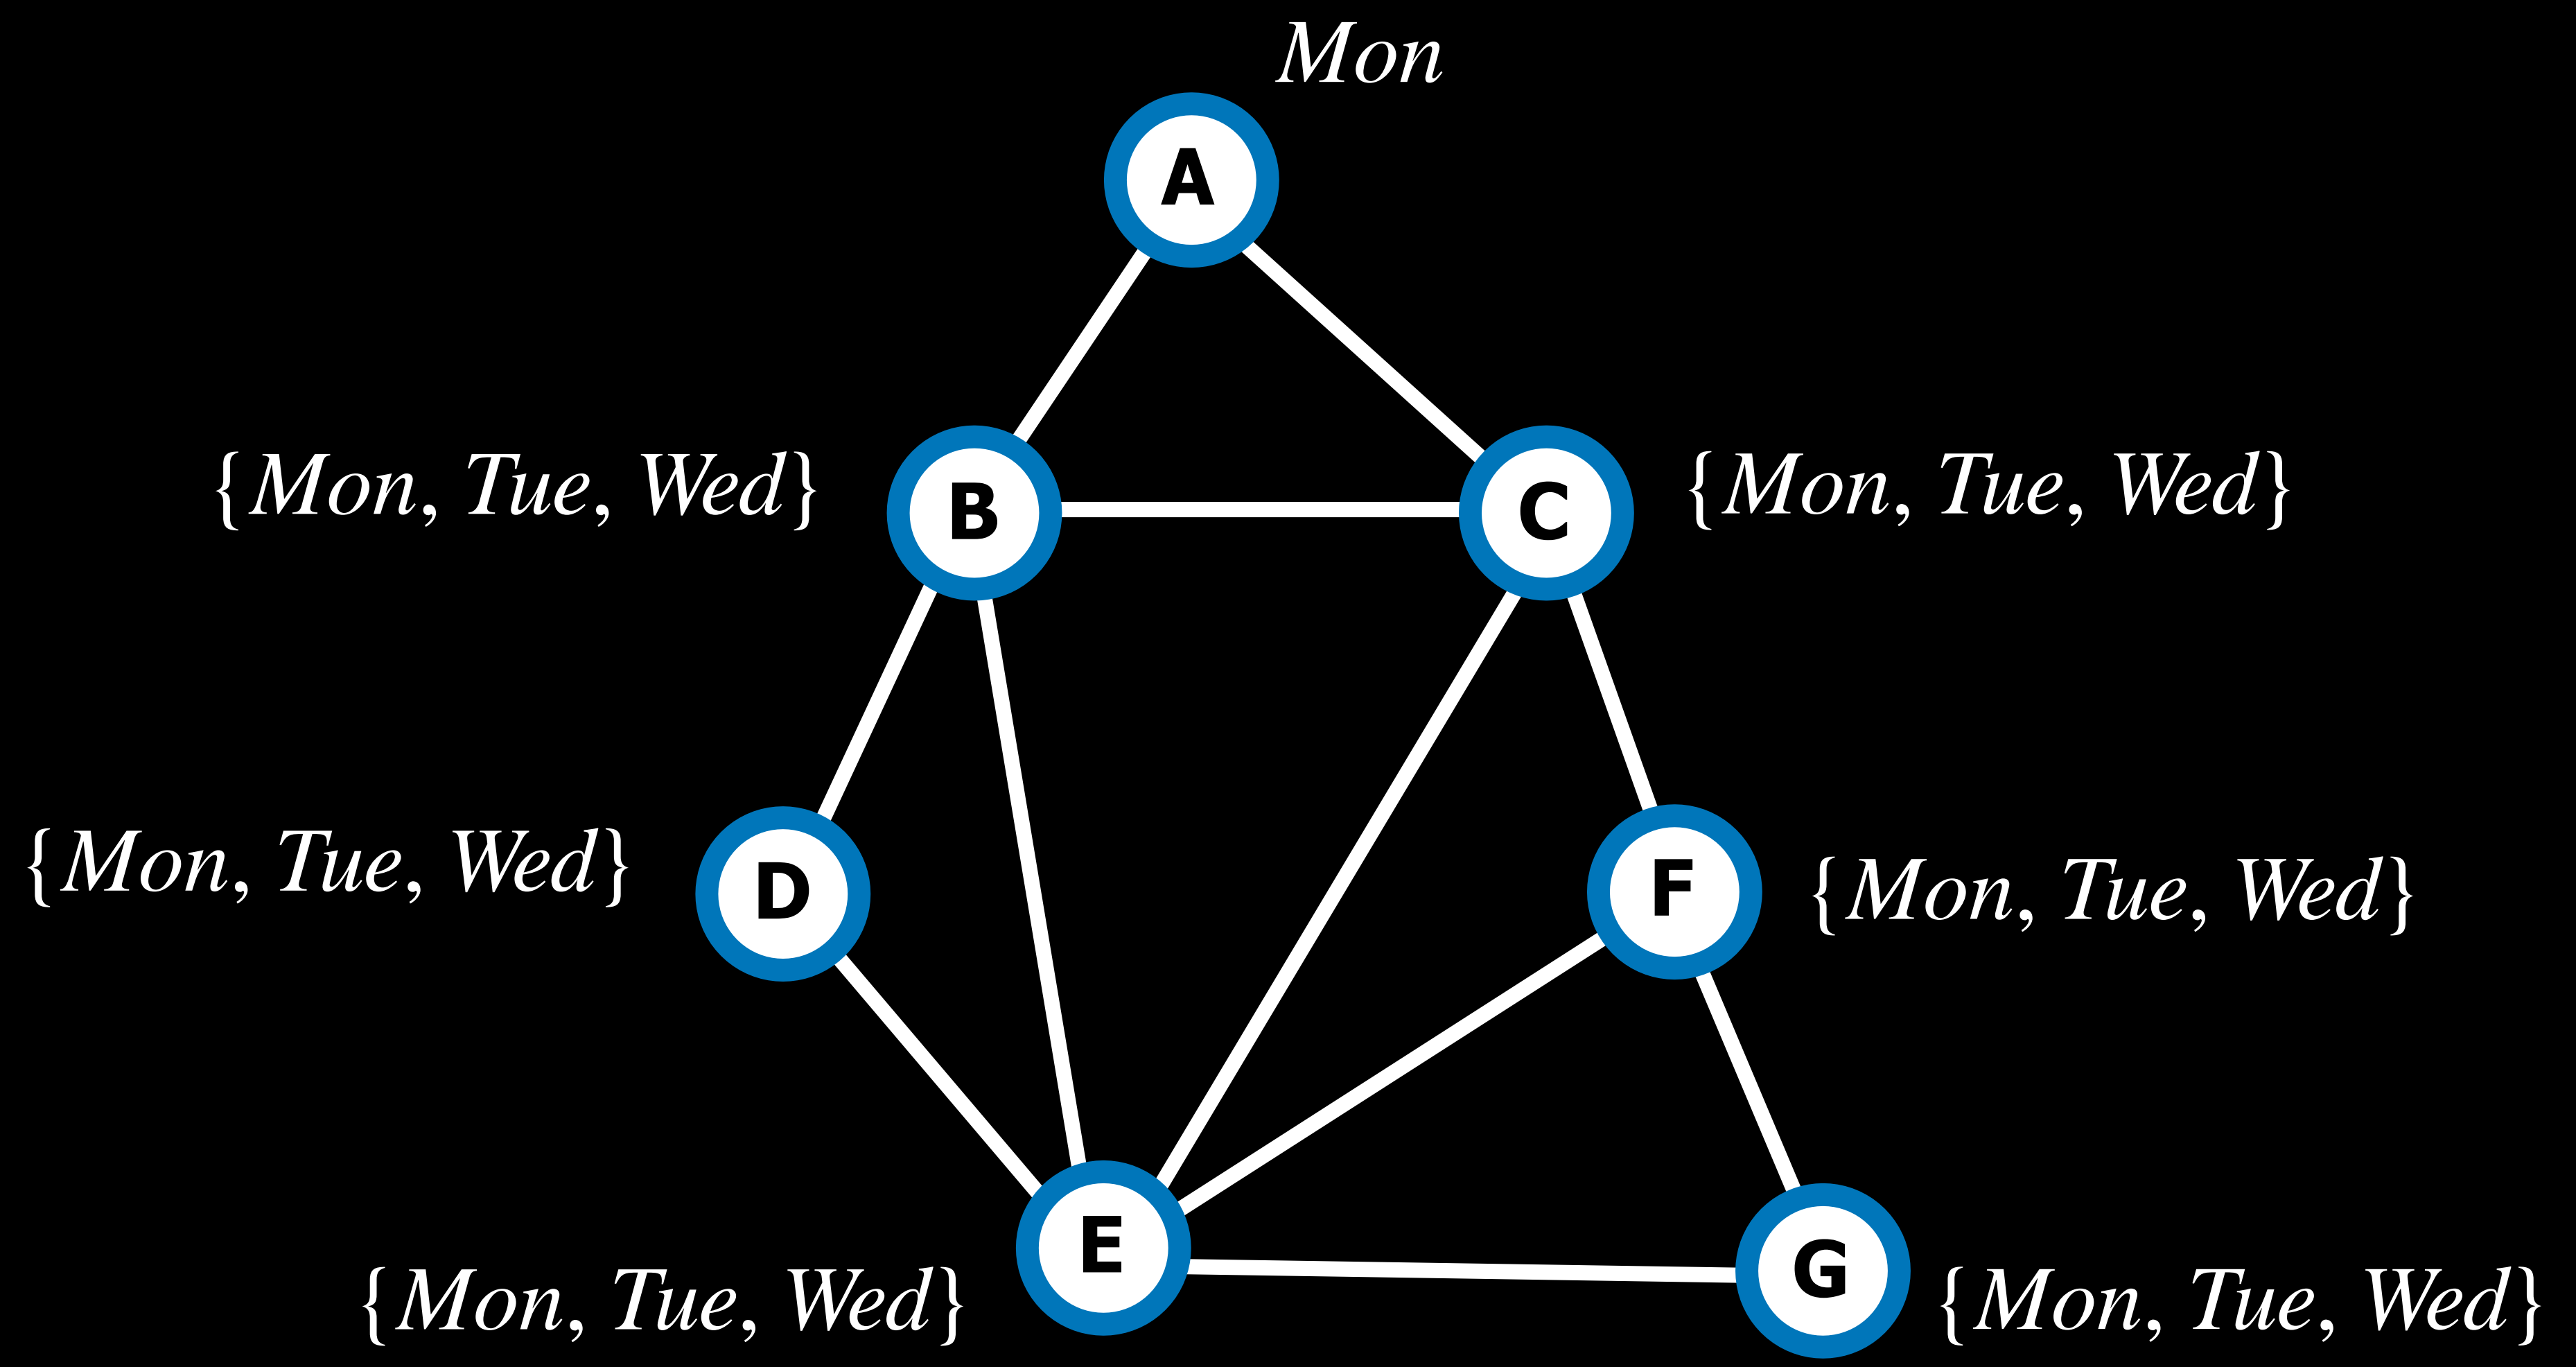 Mon
A
{Mon, Tue, Wed} B C {Mon, Tue, Wed}
{Mon, Tue, Wed} D F {Mon, Tue, Wed}
{Mon, Tue, Wed} E G {Mon, Tue, Wed}